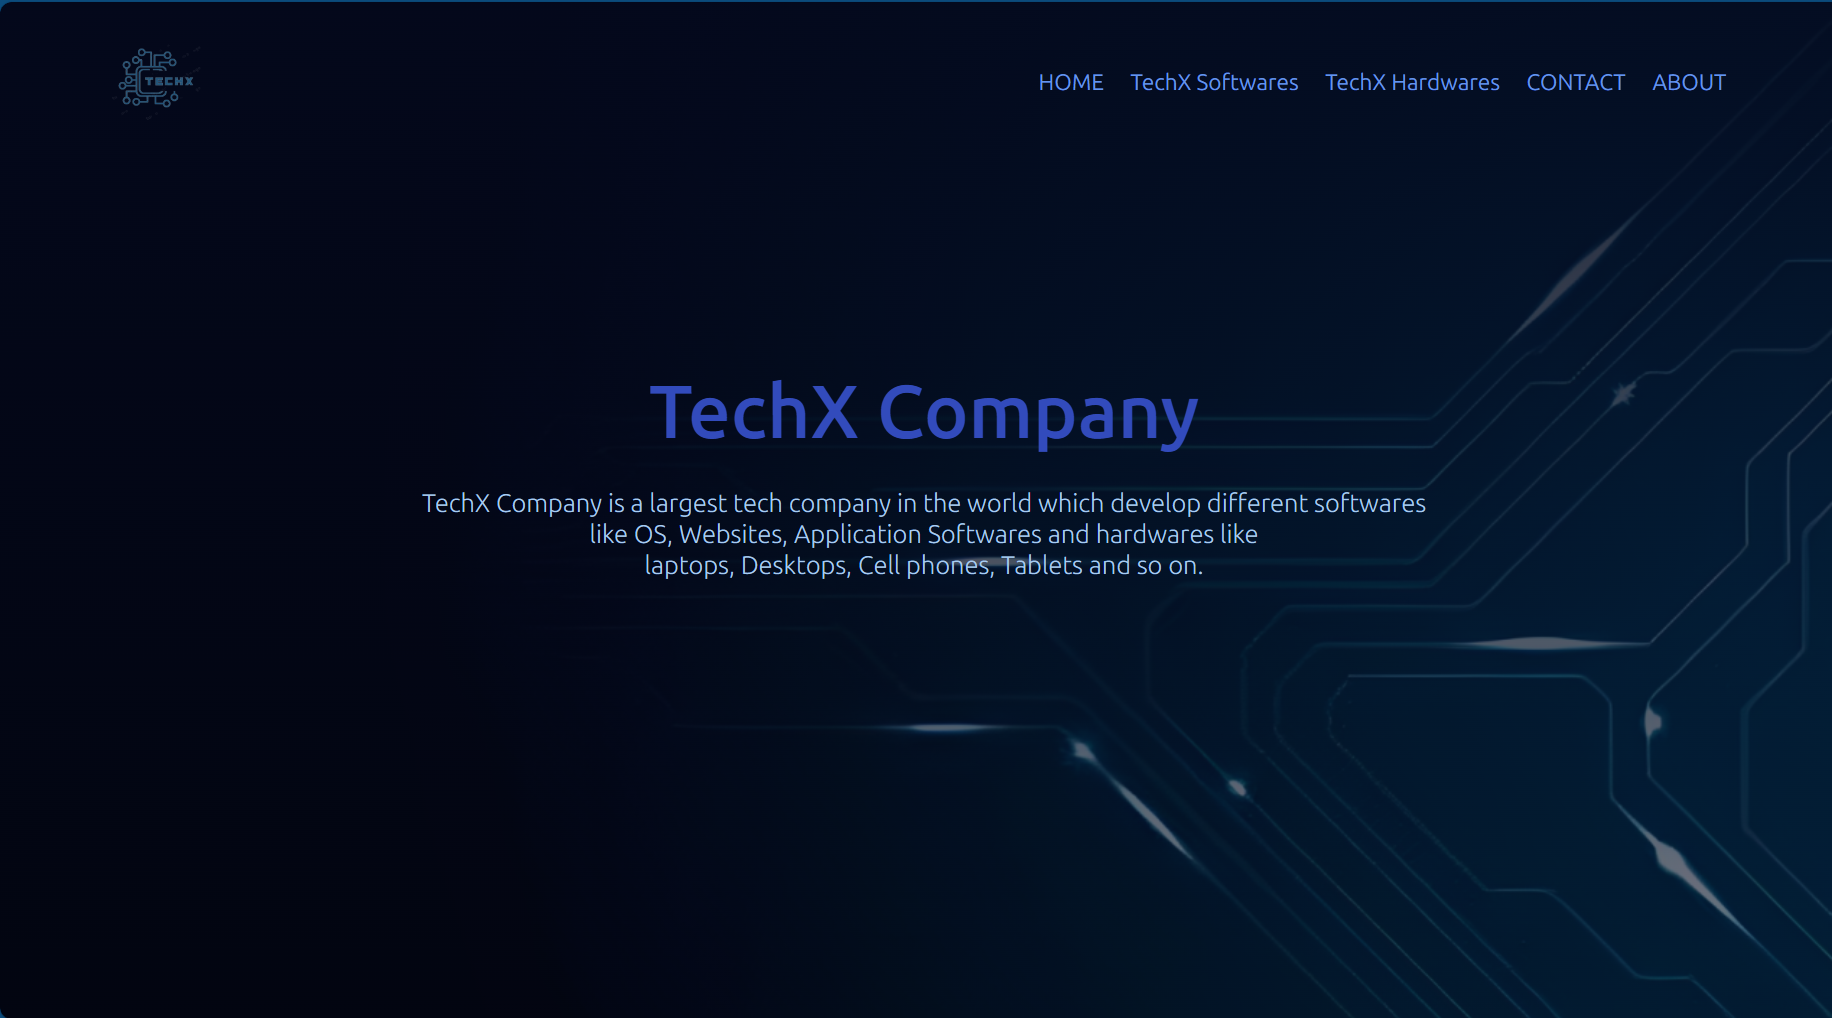 TECHX
HOME TechX Softwares TechX Hardwares CONTACT ABOUT
TechX Company
TechX Company is a largest tech company in the world which develop different softwares
like OS, Websites, Application Softwares and hardwares like
laptops, Desktops, Cell phones, Tablets and so on.